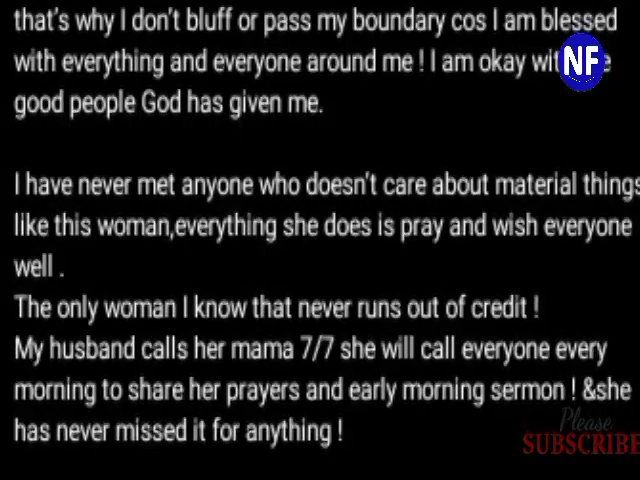 that's why I don't bluff or pass my boundary cos I am blessed
with everything and everyone around me ! I am okay wit e
good people God has given me.
I have never met anyone who doesn't care about material things
like this woman,everything she does is pray and wish everyone
well .
The only woman I know that never runs out of credit !
My husband calls her mama 7/7 she will call everyone every
morning to share her prayers and early morning sermon ! &she
has never missed it for anything !
NF
Please
SUBSCRIBE